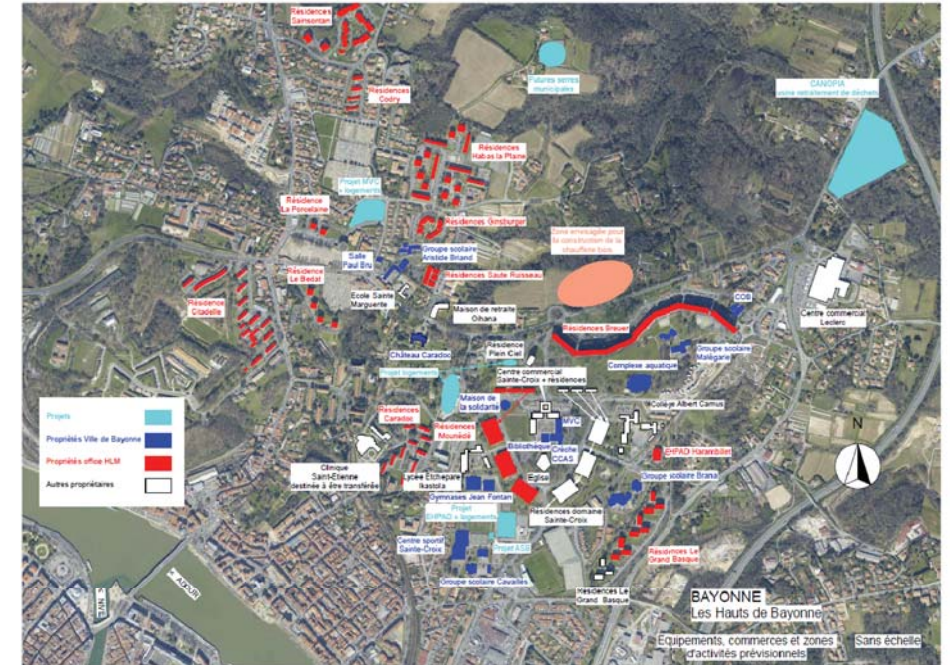 Résidences
Sainsontan
Futures serres
municipales
CANOPIA
usine retraitement de déchets
Résidences
Codry
Résidences
Habas la Plaine
Projet MVC
+ logements
Résidence
La Porcelaine
Résidences Ginsburger
Zone envisagée pour
la construction de la
chaufferie bois
Salle
Paul Bru
Groupe scolaire
Aristide Briand
Résidence
Le Bedat
Résidences Saute Ruisseau
Ecole Sainte
Marguerite
Résidence
Citadelle
Maison de retraite
Oihana
COB
Centre commercial
Leclerc
Résidences Breuer
Château Caradoc
Résidence
Plein Ciel
Groupe scolaire
Malégarie
Projet logements
Centre commercial
Sainte-Croix + résidences
Complexe aquatique
Maison de
la solidarité
Collège Albert Camus
Résidences
Caradoc
MVC
Résidences
Mounédé
Bibliothèque
Crèche
CCAS
EHPAD Harambillet
Clinique
Saint-Etienne
destinée à être transférée
Lycée Etchepare
Ikastola
Eglise
Groupe scolaire Brana
Gymnases Jean Fontan
Projet
EHPAD + logements
Résidences domaine
Sainte-Croix
Centre sportif
Sainte-Croix
Projet ASB
Résidences Le
Grand Basque
Groupe scolaire Cavaillès
Résidences Le
Grand Basque
Projets
Propriétés Ville de Bayonne
Propriétés office HLM
Autres propriétaires
N
L' ADOUR
La NIVE
BAYONNE
Les Hauts de Bayonne
Equipements, commerces et zones
d'activités prévisionnels
Sans échelle